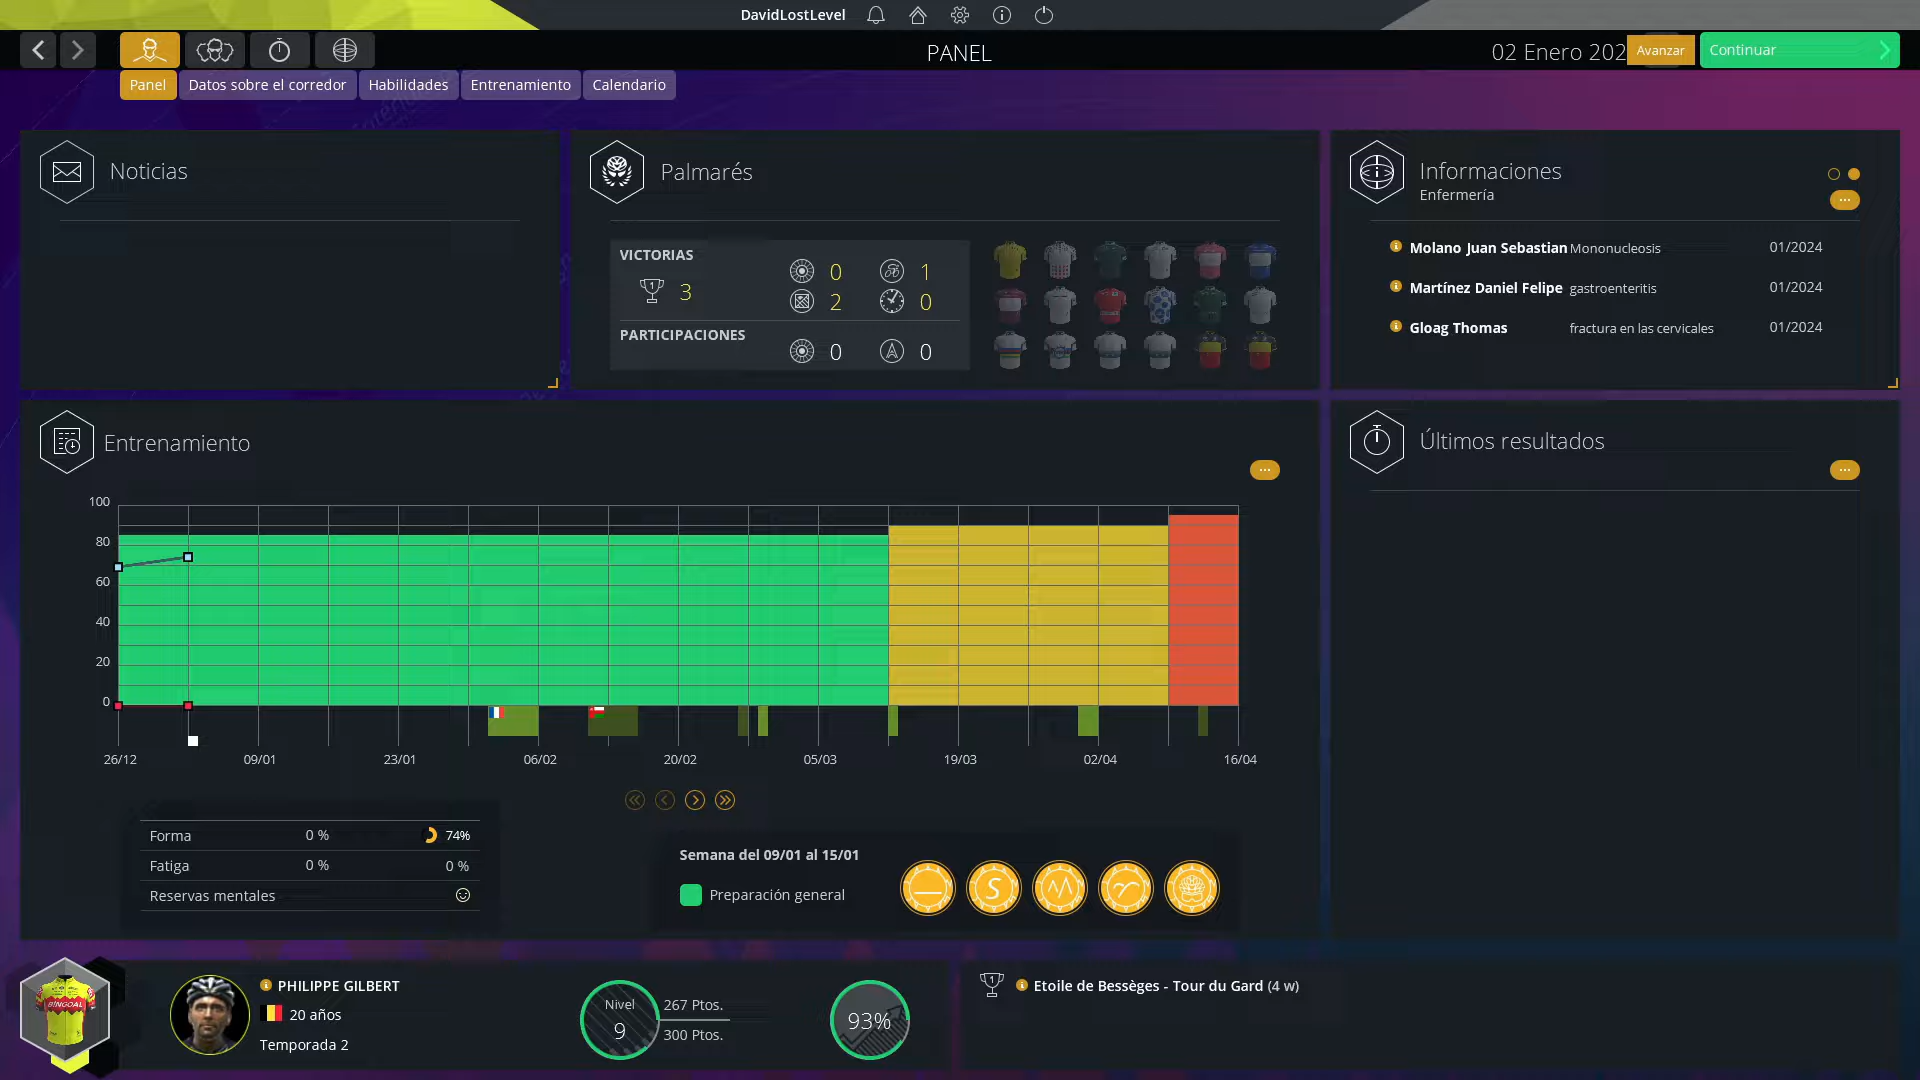 DavidLostLevel
PANEL
02 Enero 202
Avanzar
Continuar
Panel
Datos sobre el corredor
Habilidades
Entrenamiento
Calendario
Noticias
Palmarés
VICTORIAS
3
0
1
2
0
PARTICIPACIONES
0
0
Informaciones
Enfermería
Molano Juan Sebastian Mononucleosis 01/2024
Martínez Daniel Felipe gastroenteritis 01/2024
Gloag Thomas fractura en las cervicales 01/2024
Entrenamiento
100
80
60
40
20
0
26/12 09/01 23/01 06/02 20/02 05/03 19/03 02/04 16/04
Forma 0 % 74%
Fatiga 0 % 0 %
Reservas mentales
Semana del 09/01 al 15/01
Preparación general
Últimos resultados
BINGOAL
PHILIPPE GILBERT
20 años
Temporada 2
Nivel
9
267 Ptos.
300 Ptos.
93%
Etoile de Bessèges - Tour du Gard (4 w)